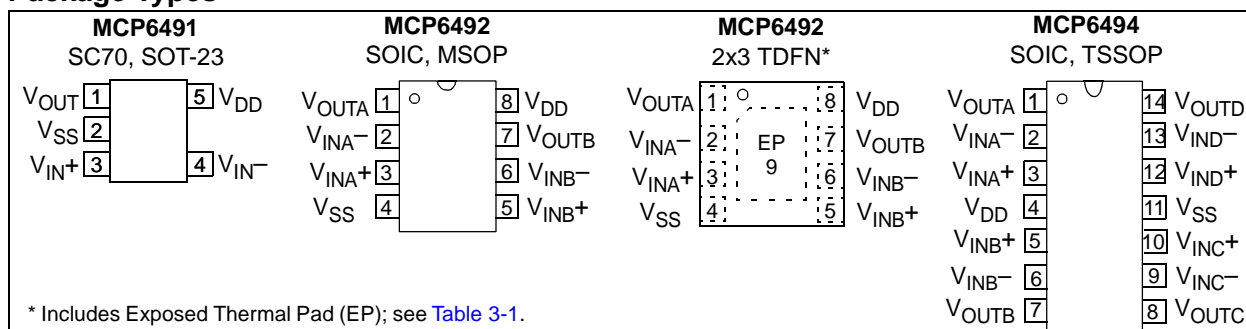 Package Types
MCP6491
SC70, SOT-23
VOUT 1
5 VDD
VSS 2
VIN+ 3
4 VIN–
MCP6492
SOIC, MSOP
VOUTA 1
8 VDD
VINA– 2
7 VOUTB
VINA+ 3
6 VINB–
VSS 4
5 VINB+
MCP6492
2x3 TDFN*
VOUTA 1
8 VDD
VINA– 2
EP
9
7 VOUTB
VINA+ 3
6 VINB–
VSS 4
5 VINB+
MCP6494
SOIC, TSSOP
VOUTA 1
14 VOUTD
VINA– 2
13 VIND–
VINA+ 3
12 VIND+
VDD 4
11 VSS
VINB+ 5
10 VINC+
VINB– 6
9 VINC–
VOUTB 7
8 VOUTC
* Includes Exposed Thermal Pad (EP); see Table 3-1.